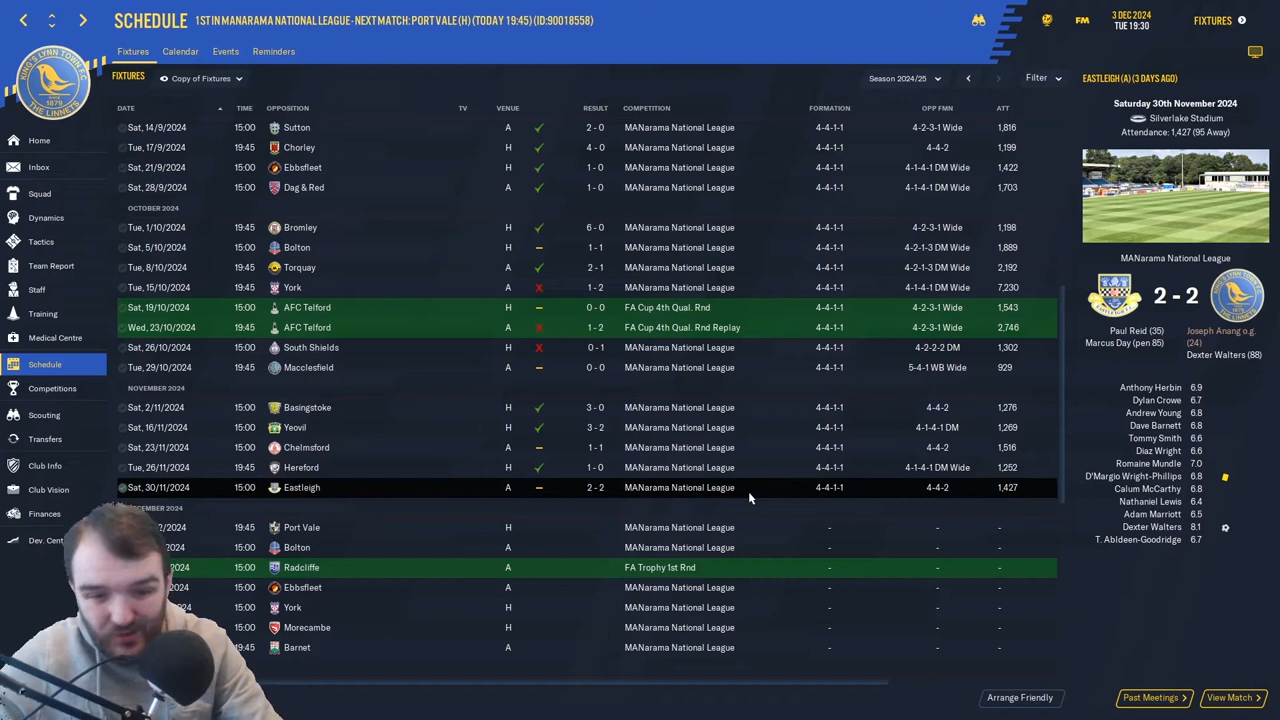 SCHEDULE 1ST IN MANARAMA NATIONAL LEAGUE-NEXT MATCH: PORT VALE (H) (TODAY 19:45) (ID:90018558)
FM
3 DEC 2024
TUE 19:30
FIXTURES
Fixtures Calendar Events Reminders
KING'S LYNN TOWN F.C.
SINCE
1879
THE LINNETS
FIXTURES Copy of Fixtures Season 2024/25 Filter
DATE TIME OPPOSITION TV VENUE RESULT COMPETITION FORMATION OPP FMN ATT
Sat, 14/9/2024 15:00 Sutton A 2 - 0 MANarama National League 4-4-1-1 4-2-3-1 Wide 1,816
Tue, 17/9/2024 19:45 Chorley H 4 - 0 MANarama National League 4-4-1-1 4-4-2 1,199
Sat, 21/9/2024 15:00 Ebbsfleet H 1 - 0 MANarama National League 4-4-1-1 4-1-4-1 DM Wide 1,422
Sat, 28/9/2024 15:00 Dag & Red A 1 - 0 MANarama National League 4-4-1-1 4-1-4-1 DM Wide 1,703
OCTOBER 2024
Tue, 1/10/2024 19:45 Bromley H 6 - 0 MANarama National League 4-4-1-1 4-2-3-1 Wide 1,198
Sat, 5/10/2024 15:00 Bolton H 1 - 1 MANarama National League 4-4-1-1 4-2-1-3 DM Wide 1,889
Tue, 8/10/2024 19:45 Torquay A 2 - 1 MANarama National League 4-4-1-1 4-2-1-3 DM Wide 2,192
Tue, 15/10/2024 19:45 York A 1 - 2 MANarama National League 4-4-1-1 4-1-4-1 DM Wide 7,230
Sat, 19/10/2024 15:00 AFC Telford H 0 - 0 FA Cup 4th Qual. Rnd 4-4-1-1 4-2-3-1 Wide 1,543
Wed, 23/10/2024 19:45 AFC Telford A 1 - 2 FA Cup 4th Qual. Rnd Replay 4-4-1-1 4-2-3-1 Wide 2,746
Sat, 26/10/2024 15:00 South Shields H 0 - 1 MANarama National League 4-4-1-1 4-2-2-2 DM 1,302
Tue, 29/10/2024 19:45 Macclesfield A 0 - 0 MANarama National League 4-4-1-1 5-4-1 WB Wide 929
NOVEMBER 2024
Sat, 2/11/2024 15:00 Basingstoke H 3 - 0 MANarama National League 4-4-1-1 4-4-2 1,276
Sat, 16/11/2024 15:00 Yeovil H 3 - 2 MANarama National League 4-4-1-1 4-1-4-1 DM 1,269
Sat, 23/11/2024 15:00 Chelmsford A 1 - 1 MANarama National League 4-4-1-1 4-4-2 1,516
Tue, 26/11/2024 19:45 Hereford H 1 - 0 MANarama National League 4-4-1-1 4-1-4-1 DM Wide 1,252
Sat, 30/11/2024 15:00 Eastleigh A 2 - 2 MANarama National League 4-4-1-1 4-4-2 1,427
2024
19:45 Port Vale H MANarama National League - - -
2024 15:00 Bolton A MANarama National League - - -
2024 15:00 Radcliffe A FA Trophy 1st Rnd - - -
2024 15:00 Ebbsfleet A MANarama National League - - -
2024 15:00 York H MANarama National League - - -
15:00 Morecambe H MANarama National League - - -
19:45 Barnet A MANarama National League - - -
Home
Inbox
Squad
Dynamics
Tactics
Team Report
Staff
Training
Medical Centre
Schedule
Competitions
Scouting
Transfers
Club Info
Club Vision
Finances
Dev. Cent
EASTLEIGH (A) (3 DAYS AGO)
Saturday 30th November 2024
Silverlake Stadium
Attendance: 1,427 (95 Away)
MANarama National League
2 - 2
Paul Reid (35)
Marcus Day (pen 85)
Joseph Anang o.g.
(24)
Dexter Walters (88)
Anthony Herbin 6.9
Dylan Crowe 6.7
Andrew Young 6.8
Dave Barnett 6.8
Tommy Smith 6.6
Diaz Wright 6.6
Romaine Mundle 7.0
D'Margio Wright-Phillips 6.8
Calum McCarthy 6.8
Nathaniel Lewis 6.4
Adam Marriott 6.5
Dexter Walters 8.1
T. Abldeen-Goodridge 6.7
Arrange Friendly Past Meetings View Match